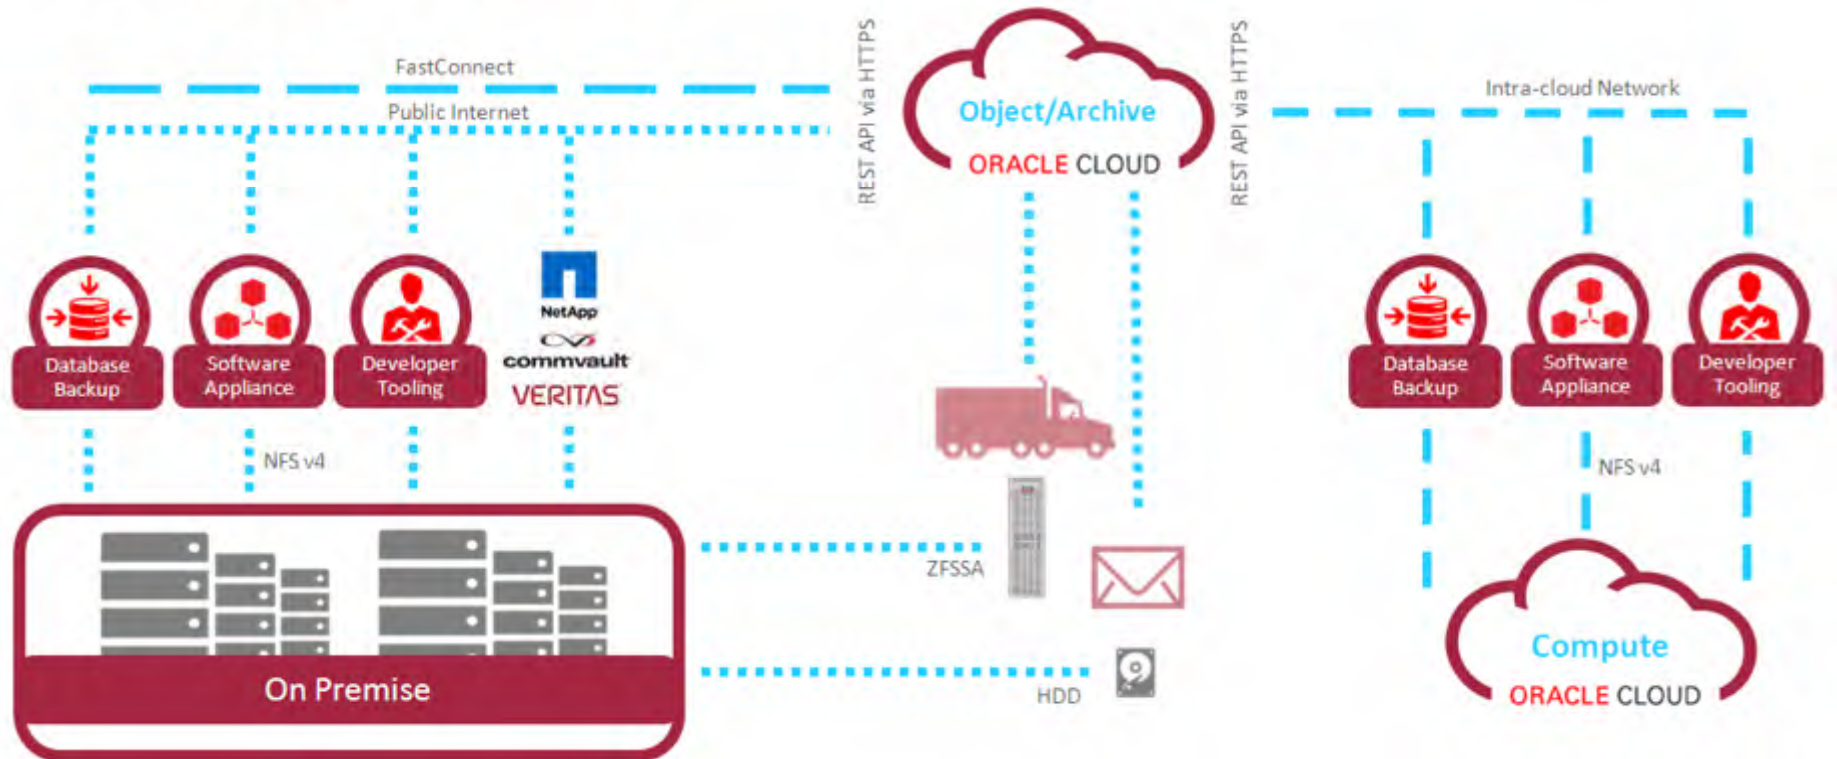 FastConnect
Public Internet
REST API via HTTPS
Object/Archive
ORACLE CLOUD
REST API via HTTPS
Intra-cloud Network
NetApp
commvault
VERITAS
Database
Backup
Software
Appliance
Developer
Tooling
Database
Backup
Software
Appliance
Developer
Tooling
NFS v4
NFS v4
ZFSSA
HDD
On Premise
Compute
ORACLE CLOUD